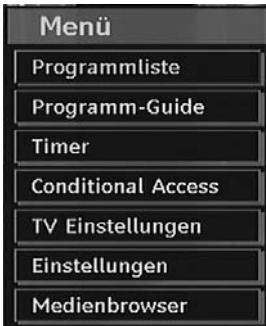 Menü
Programmliste
Programm-Guide
Timer
Conditional Access
TV Einstellungen
Einstellungen
Medienbrowser